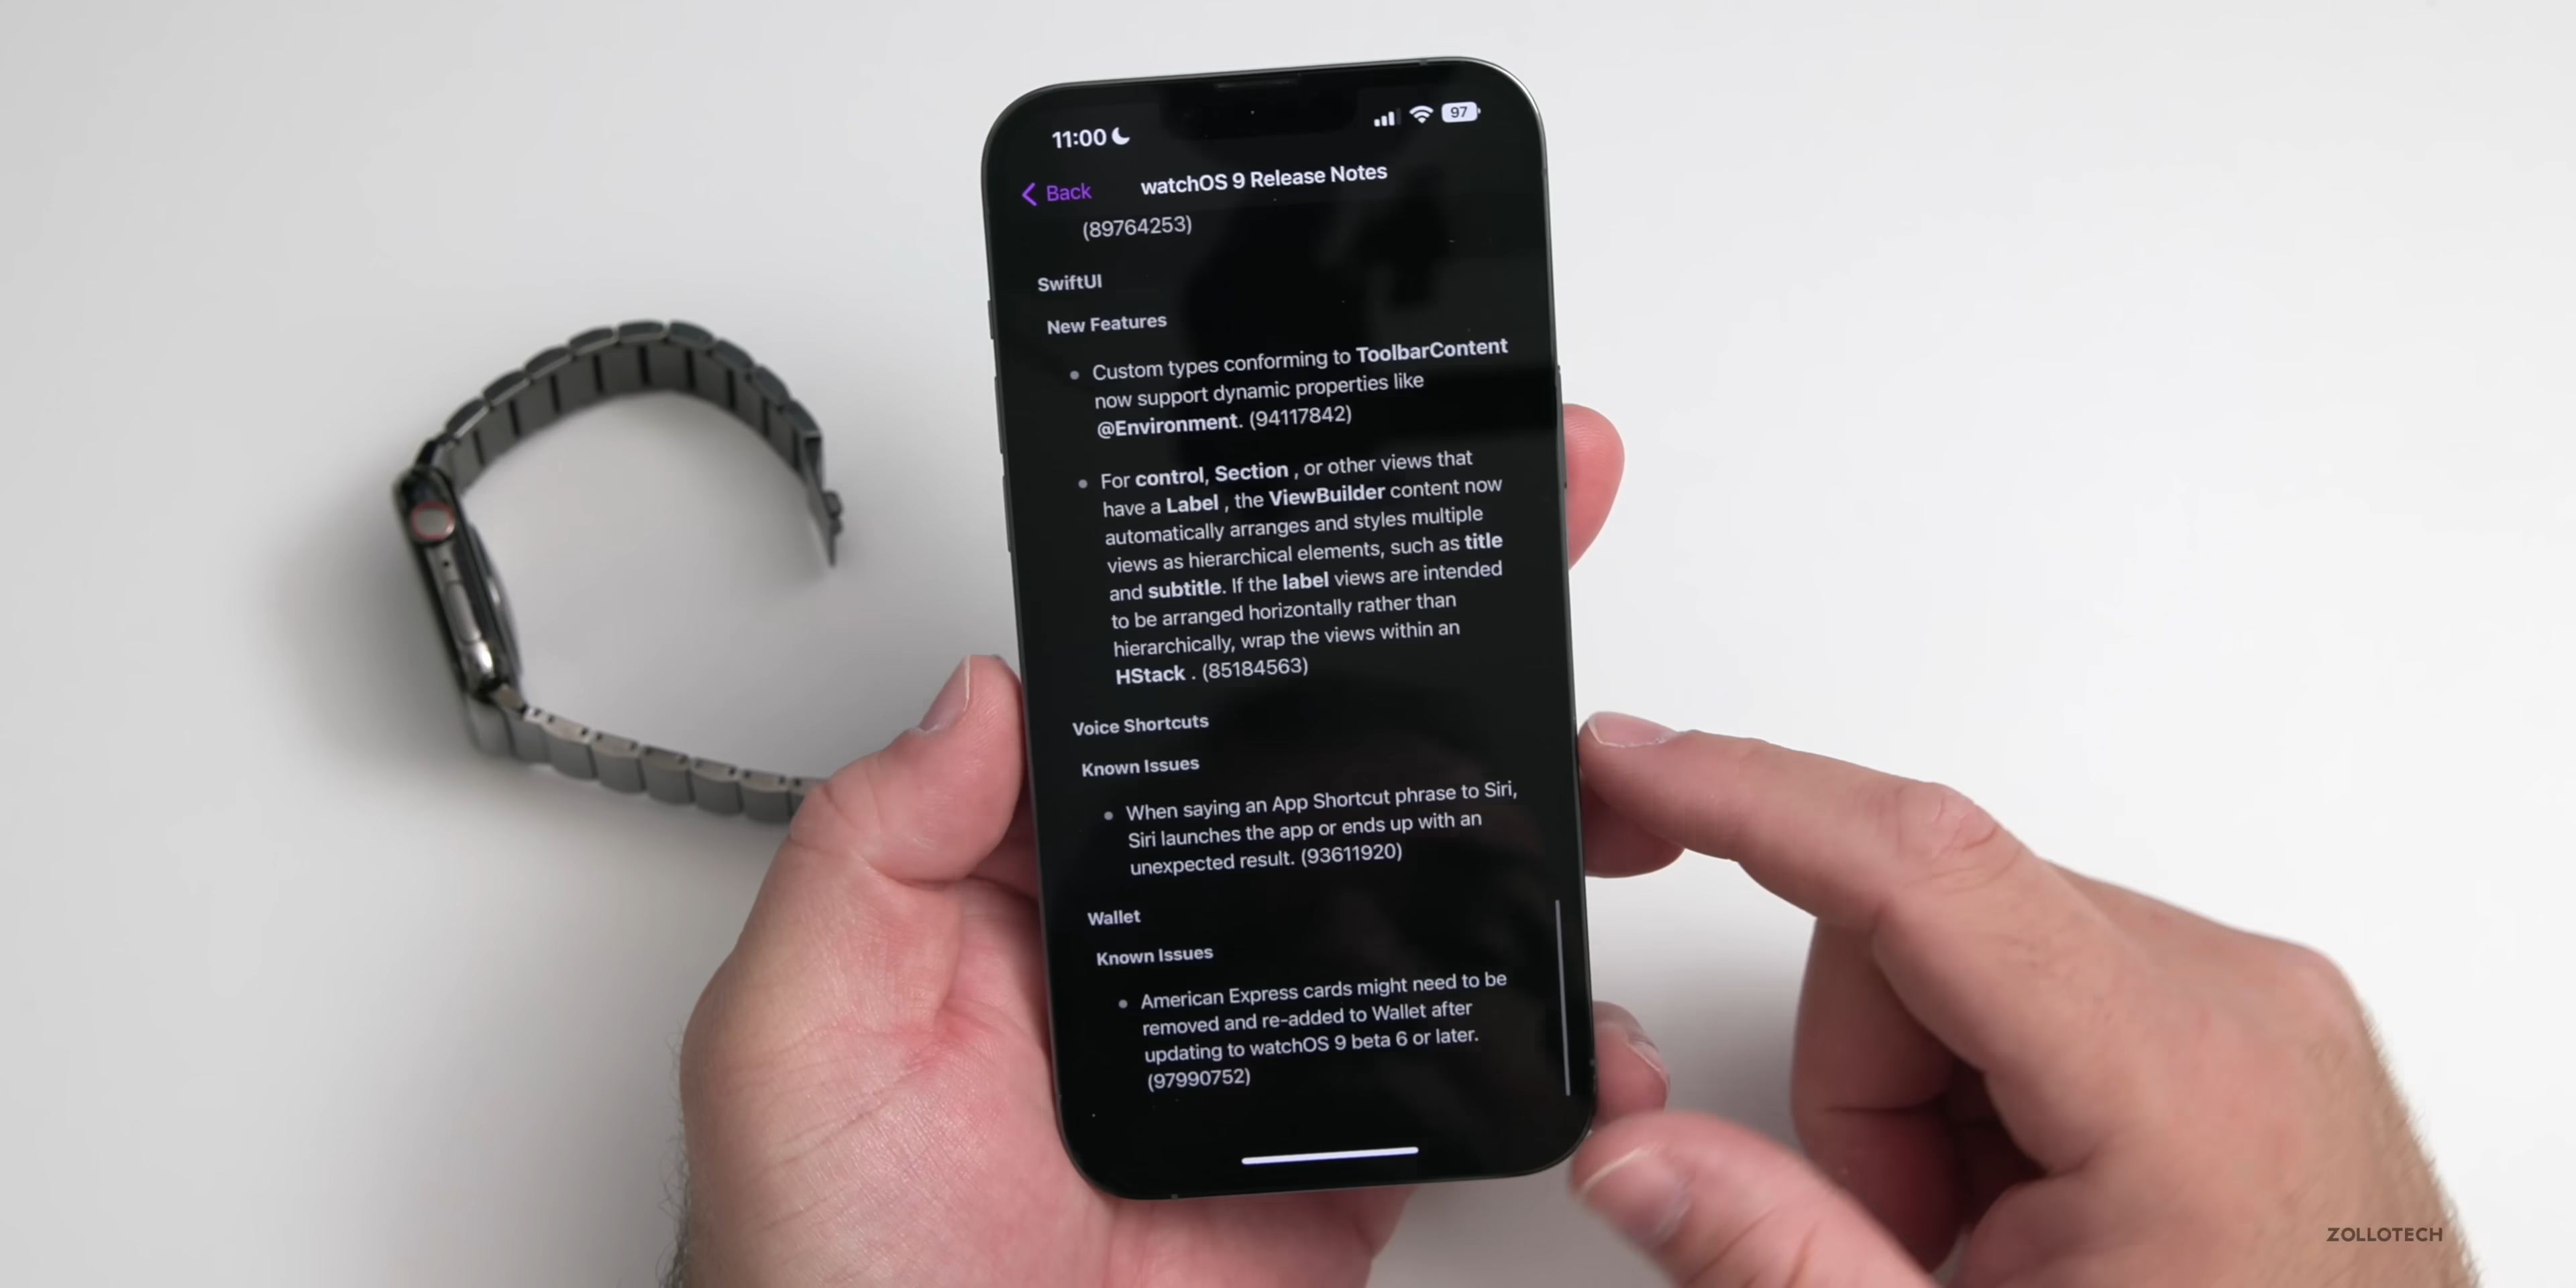 11:00
97
Back
watchOS 9 Release Notes
(89764253)
SwiftUI
New Features
• Custom types conforming to ToolbarContent
now support dynamic properties like
@Environment. (94117842)
• For control, Section , or other views that
have a Label , the ViewBuilder content now
automatically arranges and styles multiple
views as hierarchical elements, such as title
and subtitle. If the label views are intended
to be arranged horizontally rather than
hierarchically, wrap the views within an
HStack . (85184563)
Voice Shortcuts
Known Issues
• When saying an App Shortcut phrase to Siri,
Siri launches the app or ends up with an
unexpected result. (93611920)
Wallet
Known Issues
• American Express cards might need to be
removed and re-added to Wallet after
updating to watchOS 9 beta 6 or later.
(97990752)
ZOLLOTECH